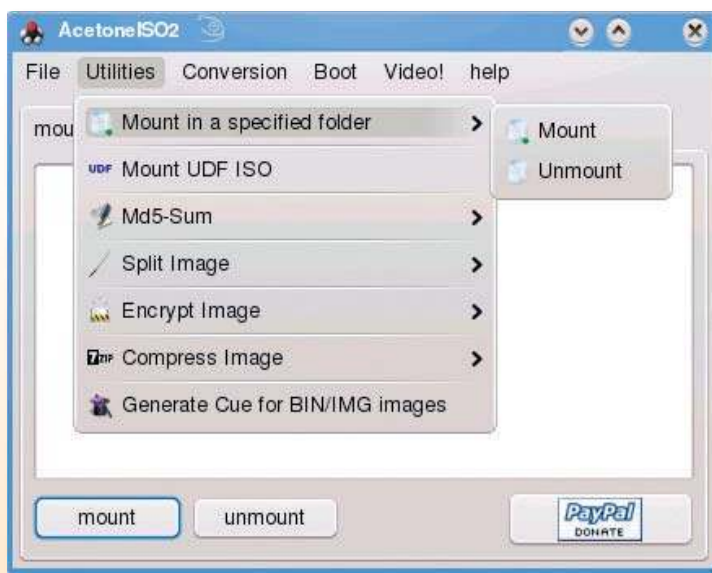 AcetoneISO2
File Utilities Conversion Boot Video! help
mou
Mount in a specified folder
Mount
Unmount
UDF Mount UDF ISO
Md5-Sum
Split Image
Encrypt Image
7ZIP Compress Image
Generate Cue for BIN/IMG images
mount
unmount
PayPal
DONATE